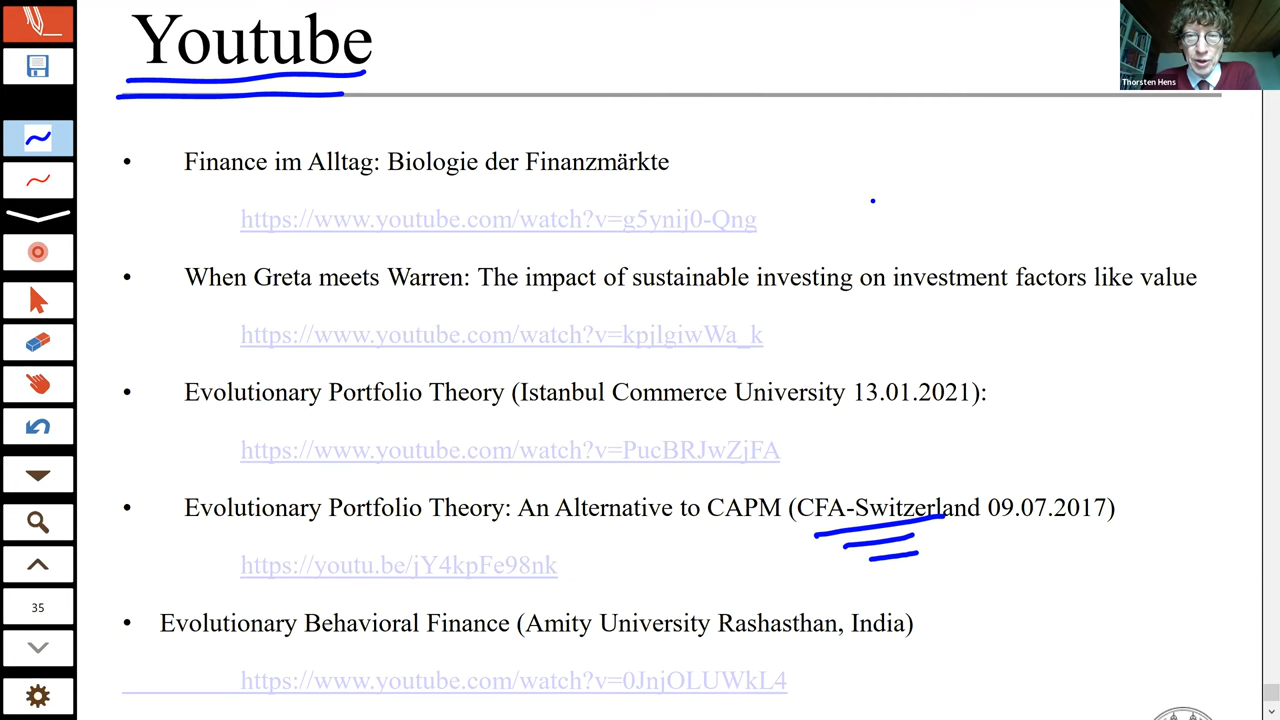 Youtube
Thorsten Hens
• Finance im Alltag: Biologie der Finanzmärkte
https://www.youtube.com/watch?v=g5ynij0-Qng
• When Greta meets Warren: The impact of sustainable investing on investment factors like value
https://www.youtube.com/watch?v=kpjlgiwWa_k
• Evolutionary Portfolio Theory (Istanbul Commerce University 13.01.2021):
https://www.youtube.com/watch?v=PucBRJwZjFA
• Evolutionary Portfolio Theory: An Alternative to CAPM (CFA-Switzerland 09.07.2017)
https://youtu.be/jY4kpFe98nk
35
• Evolutionary Behavioral Finance (Amity University Rashasthan, India)
https://www.youtube.com/watch?v=0JnjOLUWkL4